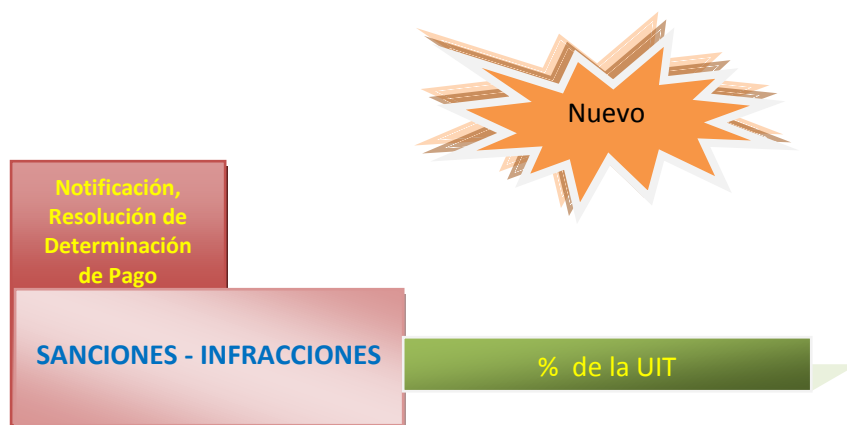 Nuevo
Notificación,
Resolución de
Determinación
de Pago
SANCIONES - INFRACCIONES
% de la UIT